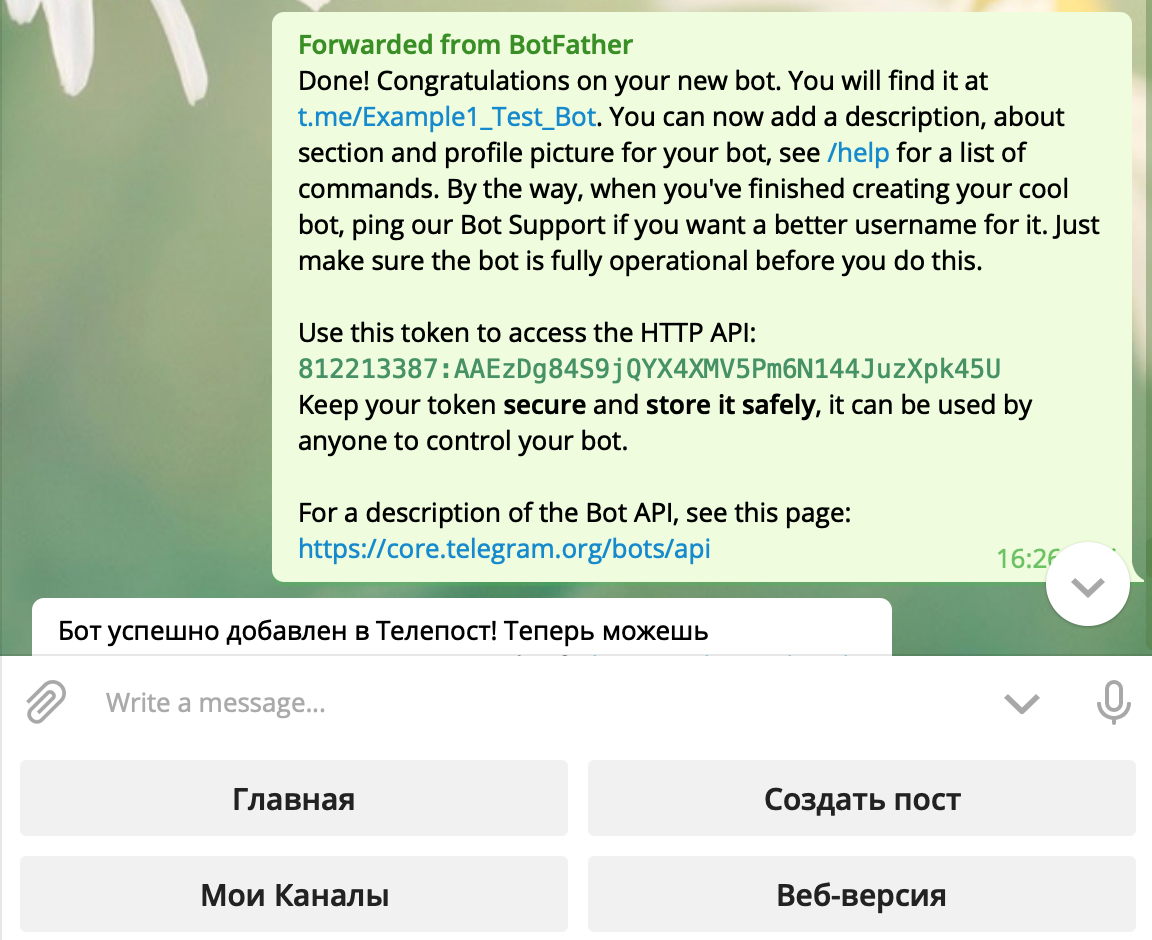 Forwarded from BotFather
Done! Congratulations on your new bot. You will find it at
t.me/Example1_Test_Bot. You can now add a description, about
section and profile picture for your bot, see /help for a list of
commands. By the way, when you've finished creating your cool
bot, ping our Bot Support if you want a better username for it. Just
make sure the bot is fully operational before you do this.
Use this token to access the HTTP API:
812213387:AAEzDg84S9jQYX4XMV5Pm6N144JuzXpk45U
Keep your token secure and store it safely, it can be used by
anyone to control your bot.
For a description of the Bot API, see this page:
https://core.telegram.org/bots/api
16:26
Бот успешно добавлен в Телепост! Теперь можешь
Write a message...
Главная
Создать пост
Мои Каналы
Веб-версия